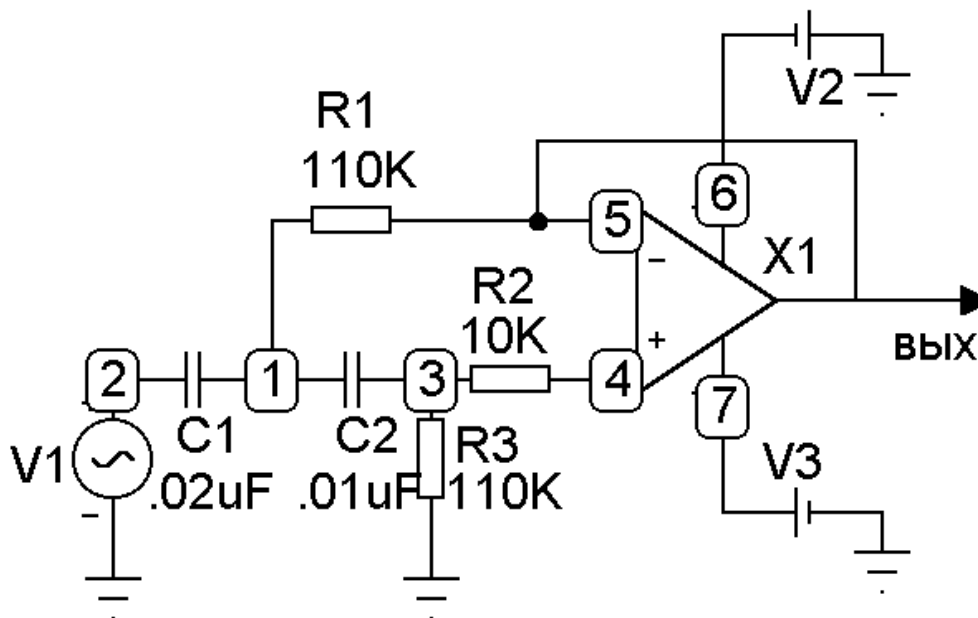 V2
R1
110K
6
5
−
X1
R2
10K
+
вых
2
1
3
4
7
C1
C2
R3
V1
.02uF
.01uF
110K
V3
−